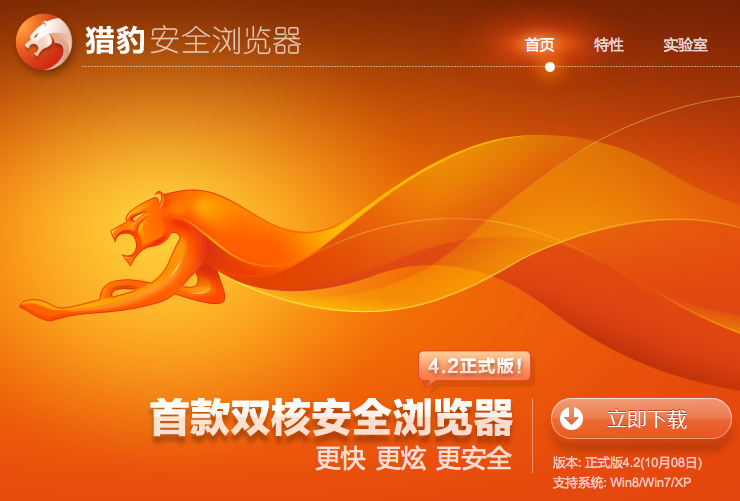 猎豹安全浏览器
首页 特性 实验室
4.2正式版!
首款双核安全浏览器
更快 更炫 更安全
立即下载
版本: 正式版4.2(10月08日)
支持系统: Win8/Win7/XP